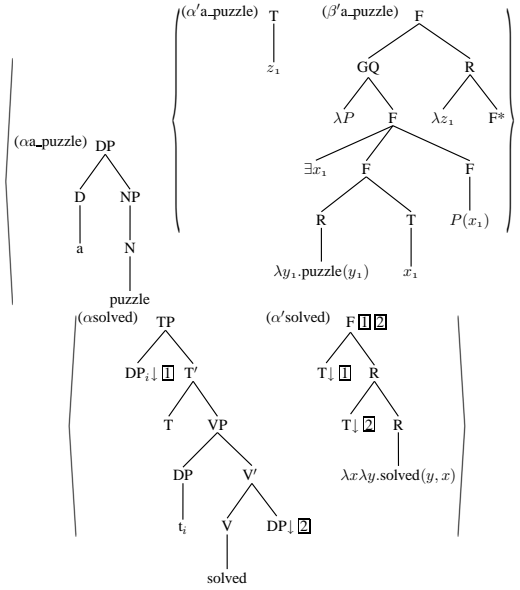 (α′a_puzzle) T (β′a_puzzle) F
z₁ GQ R
λP F λz₁ F*
(αa_puzzle) DP
∃x₁ F F
D NP
R T P(x₁)
a N
λy₁.puzzle(y₁) x₁
puzzle
(αsolved) TP (α′solved) F 1 2
DPᵢ↓ 1 T′ T↓ 1 R
T VP T↓ 2 R
DP V′ λxλy.solved(y, x)
tᵢ V DP↓ 2
solved